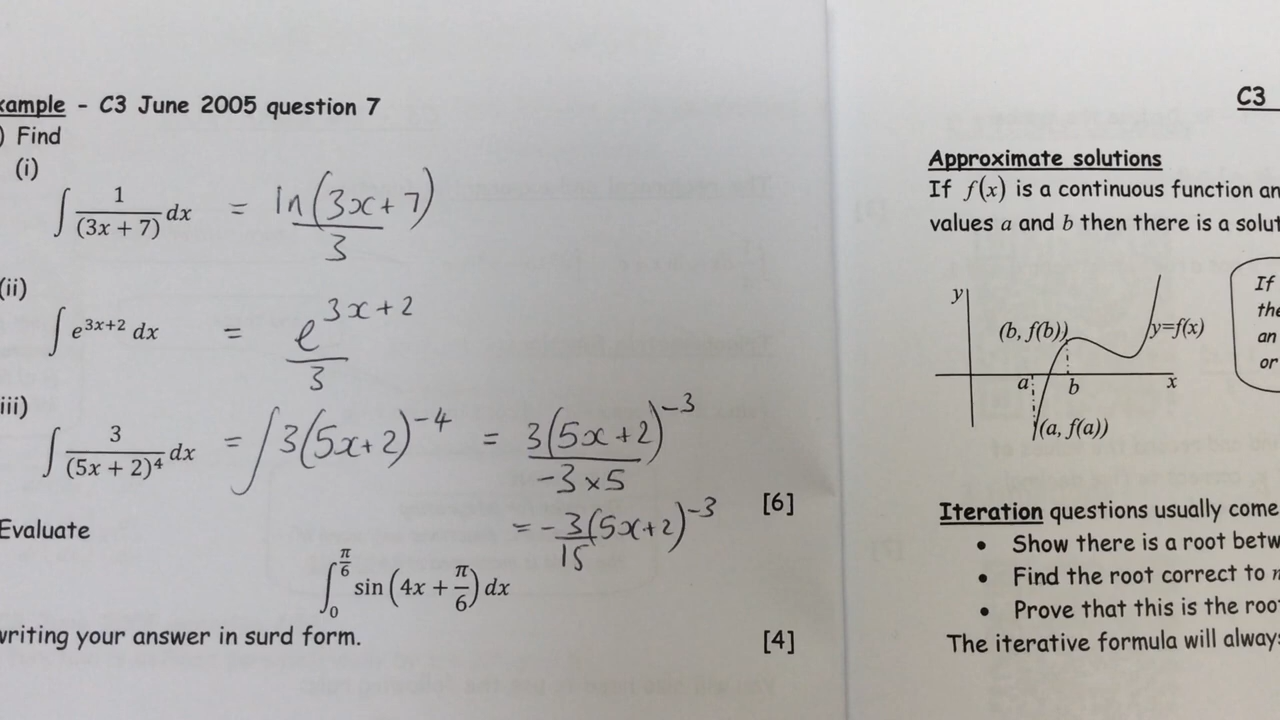 xample - C3 June 2005 question 7
) Find
(i)
∫ 1/(3x + 7) dx = ln(3x+7)/3
(ii)
∫ e^{3x+2} dx = e^{3x+2}/3
iii)
∫ 3/(5x + 2)^4 dx = ∫3(5x+2)^{-4} = 3(5x+2)^{-3}/(-3×5)
[6]
= -3/15(5x+2)^{-3}
Evaluate
∫_0^{π/6} sin(4x + π/6) dx
writing your answer in surd form. [4]
C3
Approximate solutions
If f(x) is a continuous function an
values a and b then there is a solut
y
(b, f(b))
y=f(x)
a
b
x
(a, f(a))
If
the
an
or
Iteration questions usually come
• Show there is a root betw
• Find the root correct to n
• Prove that this is the roo
The iterative formula will always